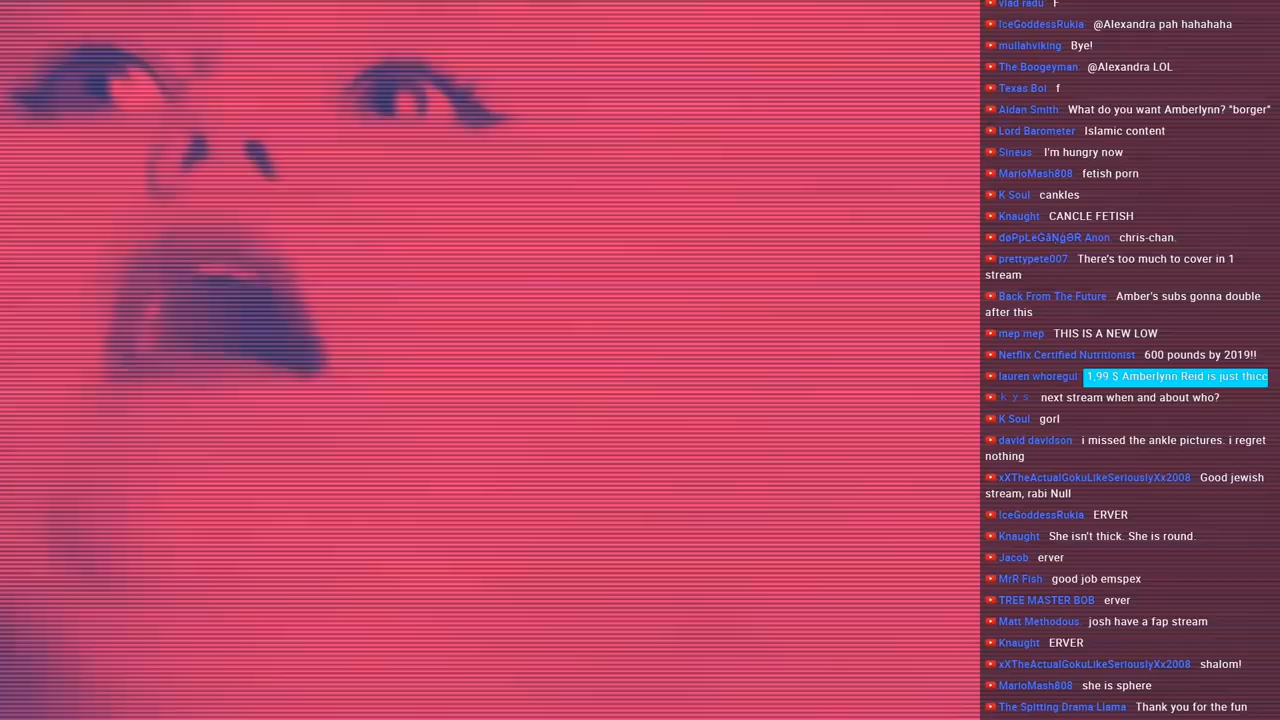 vlad radu F
IceGoddessRukia @Alexandra pah hahahaha
mullahviking Bye!
The Boogeyman @Alexandra LOL
Texas Boi f
Aidan Smith What do you want Amberlynn? "borger"
Lord Barometer Islamic content
Sineus I'm hungry now
MarioMash808 fetish porn
K Soul cankles
Knaught CANCLE FETISH
døPpLëGåNgƏR Anon chris-chan.
prettypete007 There's too much to cover in 1
stream
Back From The Future Amber's subs gonna double
after this
mep mep THIS IS A NEW LOW
Netflix Certified Nutritionist 600 pounds by 2019!!
lauren whoregul 1,99 $ Amberlynn Reid is just thicc
k y s next stream when and about who?
K Soul gorl
david davidson i missed the ankle pictures. i regret
nothing
xXTheActualGokuLikeSeriouslyXx2008 Good jewish
stream, rabi Null
IceGoddessRukia ERVER
Knaught She isn't thick. She is round.
Jacob erver
MrR Fish good job emspex
TREE MASTER BOB erver
Matt Methodous josh have a fap stream
Knaught ERVER
xXTheActualGokuLikeSeriouslyXx2008 shalom!
MarioMash808 she is sphere
The Spitting Drama Llama Thank you for the fun